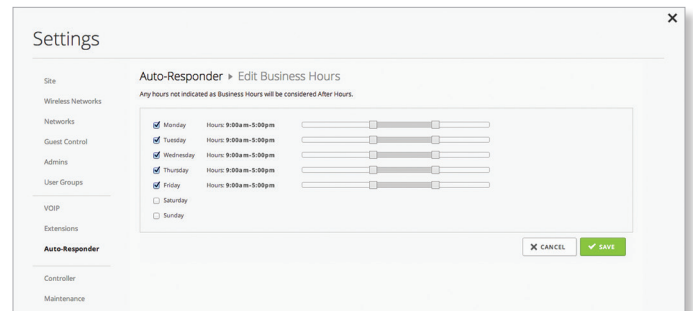 Settings
Site
Wireless Networks
Networks
Guest Control
Admins
User Groups
VOIP
Extensions
Auto-Responder
Controller
Maintenance
Auto-Responder ▸ Edit Business Hours
Any hours not indicated as Business Hours will be considered After Hours.
Monday Hours: 9:00am-5:00pm
Tuesday Hours: 9:00am-5:00pm
Wednesday Hours: 9:00am-5:00pm
Thursday Hours: 9:00am-5:00pm
Friday Hours: 9:00am-5:00pm
Saturday
Sunday
CANCEL SAVE